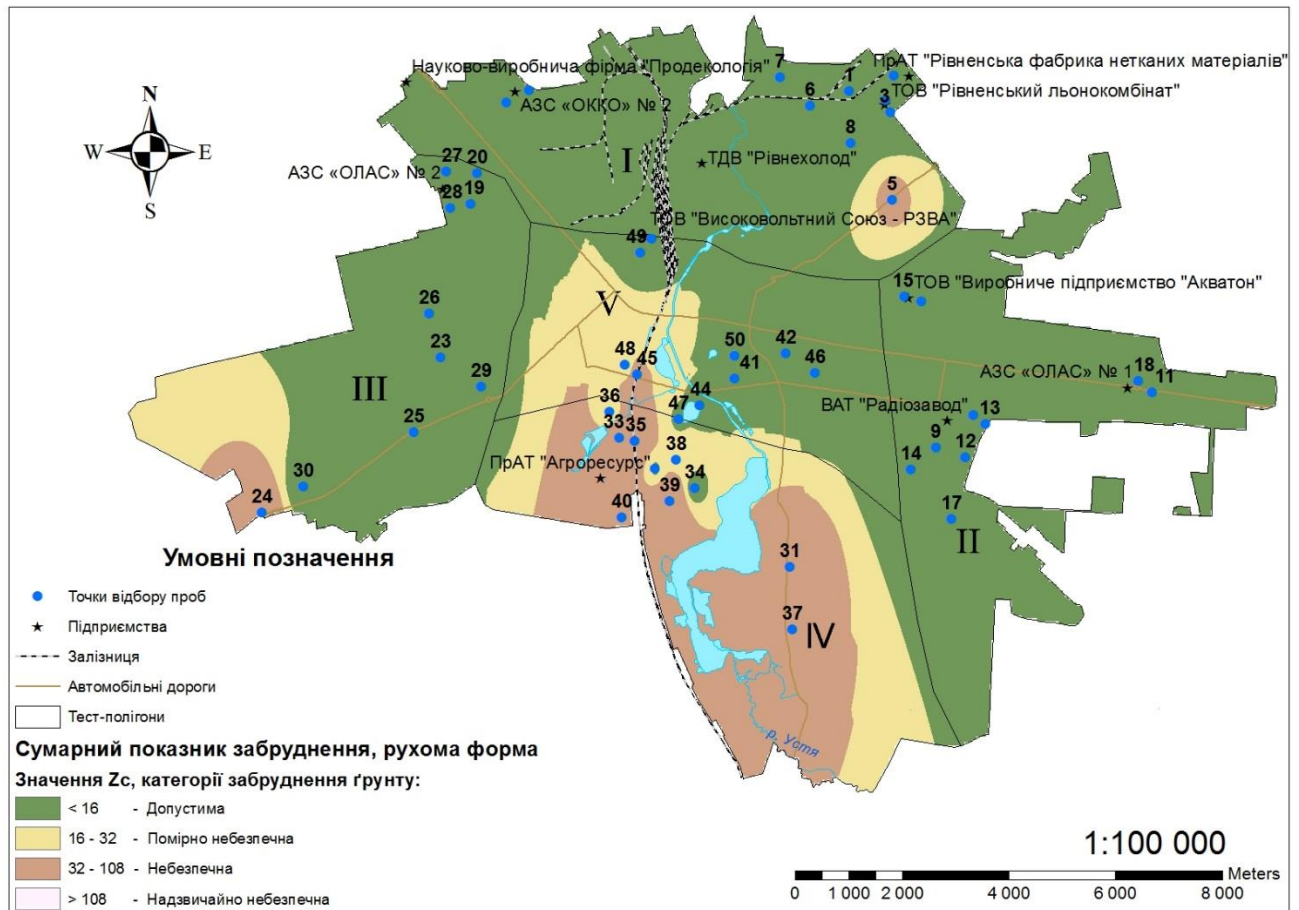 Науково-виробнича фірма "Продекологія"
7
1
ПрАТ "Рівненська фабрика нетканих матеріалів"
АЗС «ОККО» № 2
6
3
ТОВ "Рівненський льонокомбінат"
N
W
E
S
8
I
ТДВ "Рівнехолод"
27
20
АЗС «ОЛАС» № 2
28
19
5
ТОВ "Високовольтний Союз - РЗВА"
49
15
ТОВ "Виробниче підприємство "Акватон"
V
26
23
29
48
45
50
41
42
46
III
АЗС «ОЛАС» № 1
18
11
25
36
33
35
47
44
ВАТ "Радіозавод"
13
9
12
14
38
ПрАТ "Агроресурс"
34
39
40
30
24
17
II
31
37
IV
р. Устя
Умовні позначення
Точки відбору проб
Підприємства
Залізниця
Автомобільні дороги
Тест-полігони
Сумарний показник забруднення, рухома форма
Значення Zc, категорії забруднення ґрунту:
< 16 - Допустима
16 - 32 - Помірно небезпечна
32 - 108 - Небезпечна
> 108 - Надзвичайно небезпечна
1:100 000
Meters
0 1 000 2 000 4 000 6 000 8 000